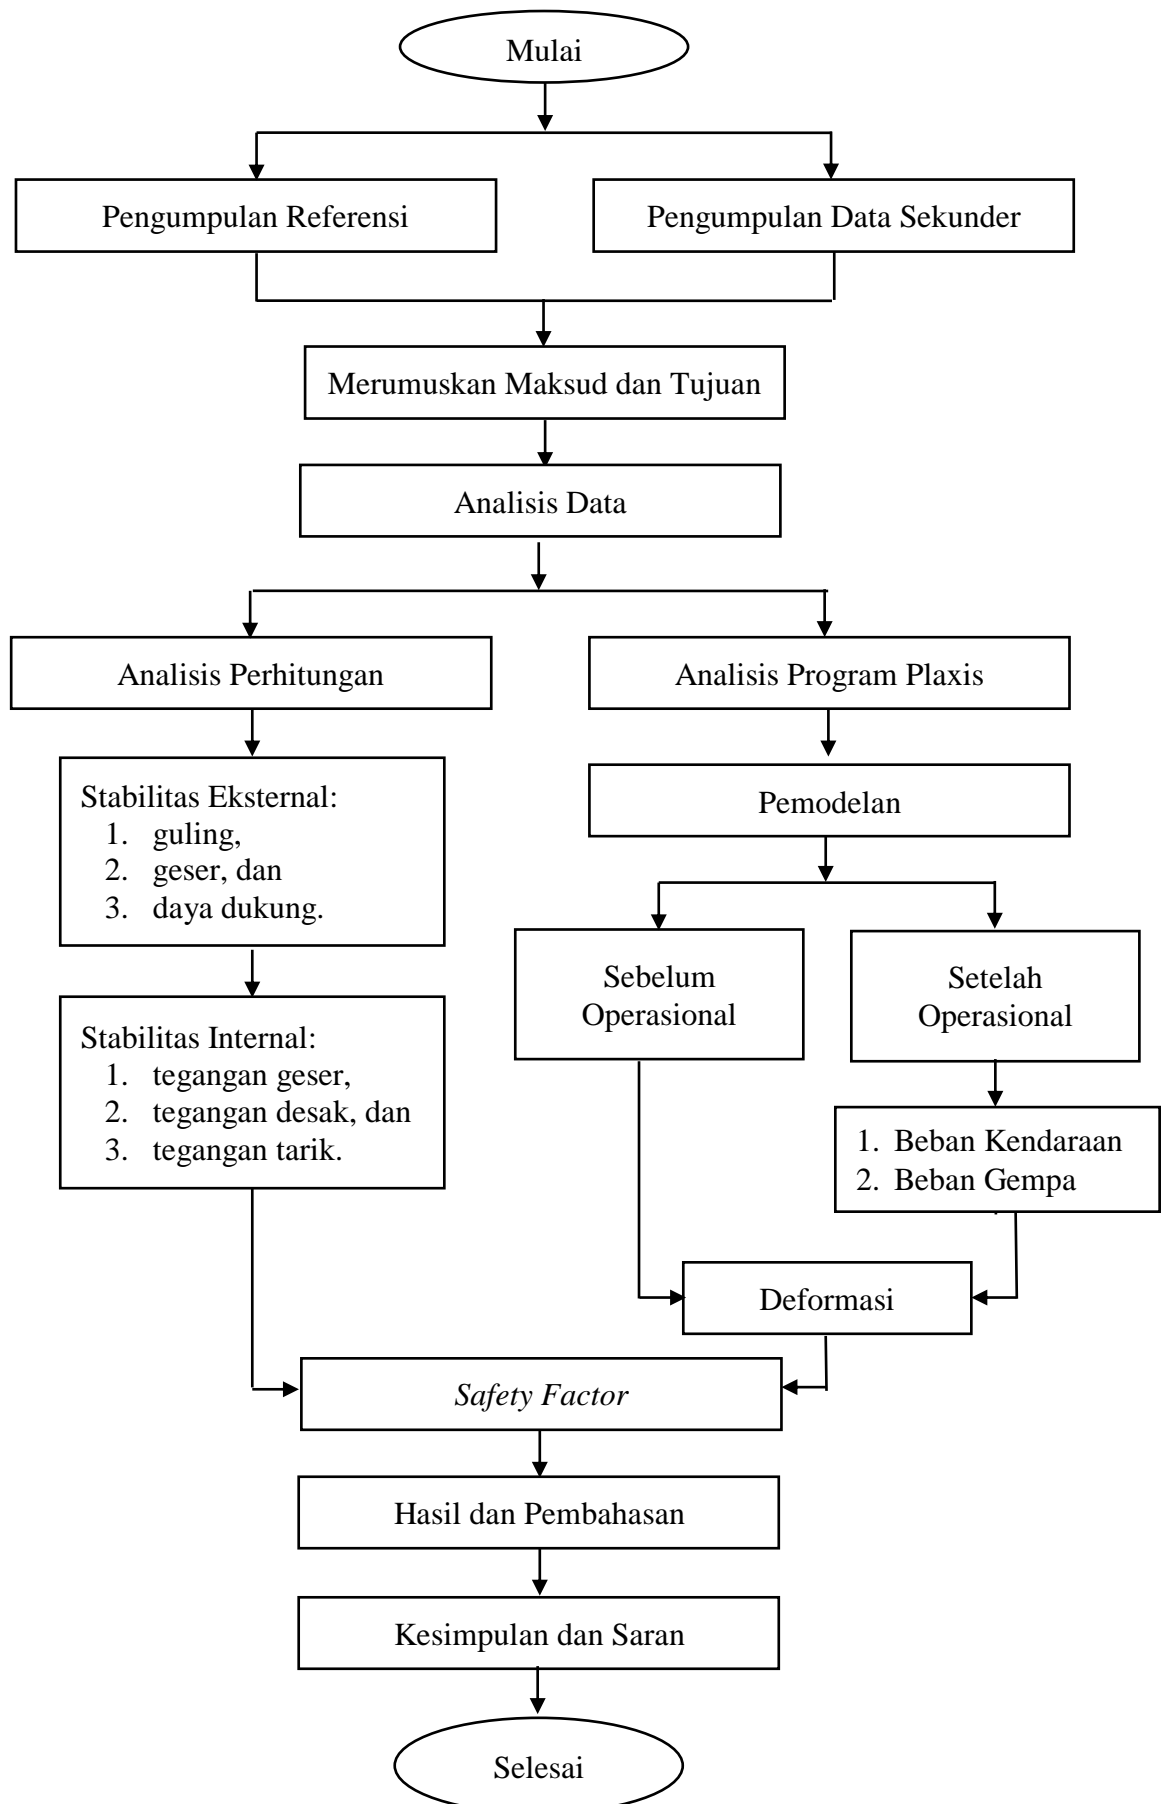 Mulai
Pengumpulan Referensi
Pengumpulan Data Sekunder
Merumuskan Maksud dan Tujuan
Analisis Data
Analisis Perhitungan
Analisis Program Plaxis
Stabilitas Eksternal:
1. guling,
2. geser, dan
3. daya dukung.
Pemodelan
Sebelum
Operasional
Setelah
Operasional
Stabilitas Internal:
1. tegangan geser,
2. tegangan desak, dan
3. tegangan tarik.
1. Beban Kendaraan
2. Beban Gempa
Deformasi
Safety Factor
Hasil dan Pembahasan
Kesimpulan dan Saran
Selesai